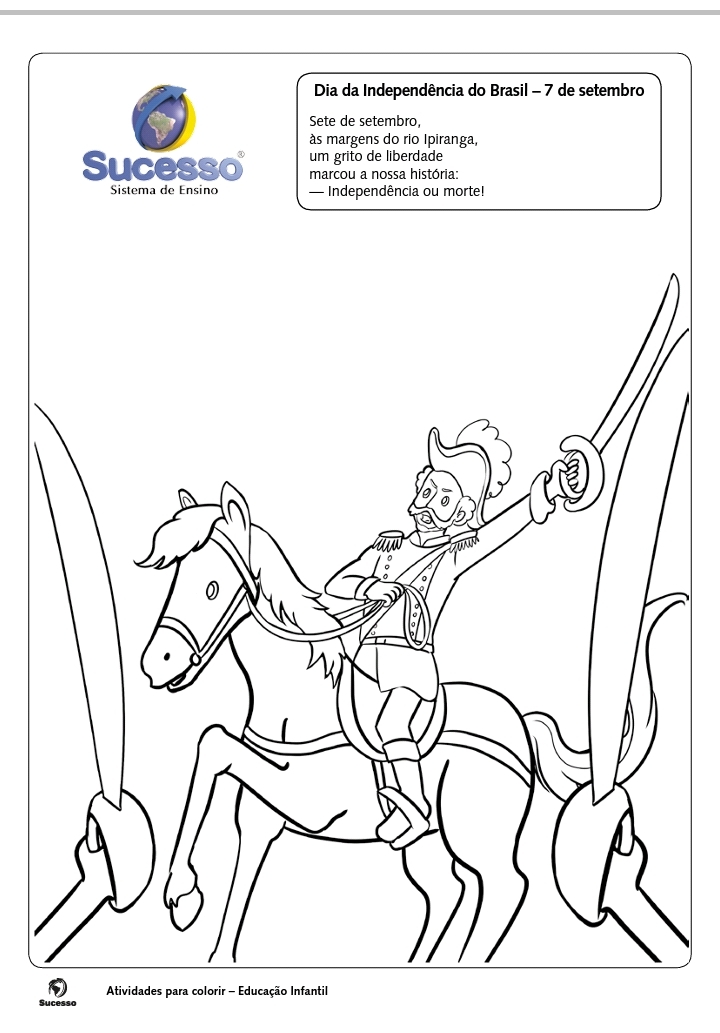 Sucesso®
Sistema de Ensino
Dia da Independência do Brasil – 7 de setembro
Sete de setembro,
às margens do rio Ipiranga,
um grito de liberdade
marcou a nossa história:
— Independência ou morte!
Sucesso
Atividades para colorir – Educação Infantil